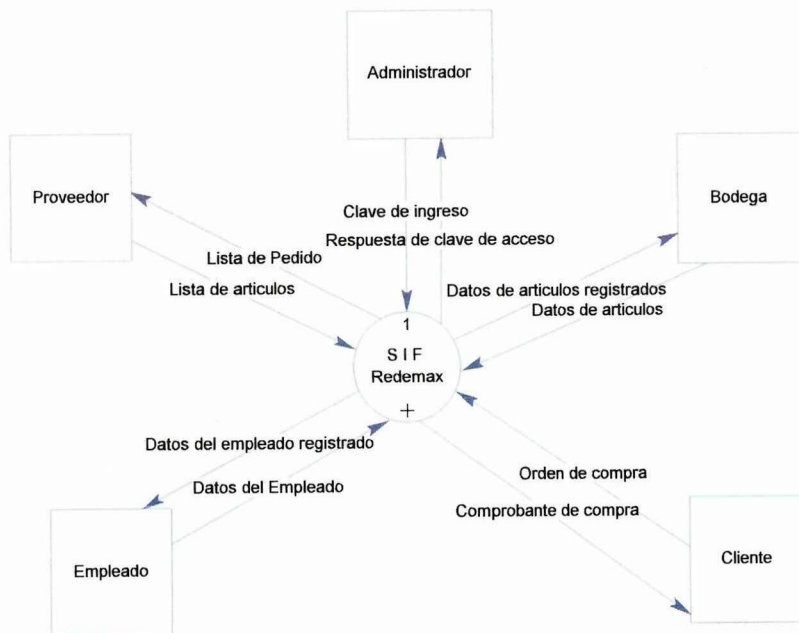 Administrador
Proveedor
Bodega
Clave de ingreso
Respuesta de clave de acceso
Lista de Pedido
Lista de articulos
Datos de articulos registrados
Datos de articulos
1
S I F
Redemax
+
Datos del empleado registrado
Datos del Empleado
Orden de compra
Comprobante de compra
Empleado
Cliente